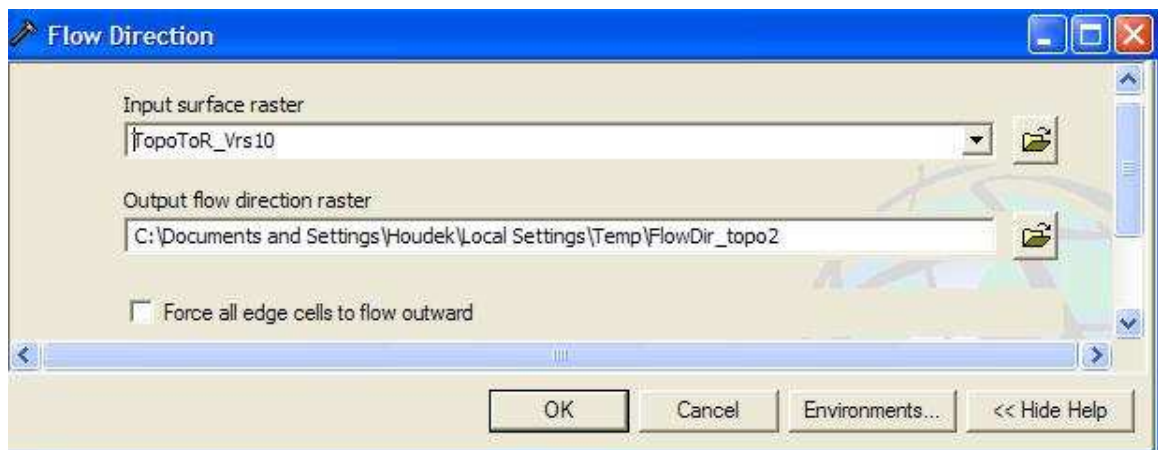 Flow Direction
Input surface raster
TopoToR_Vrs10
Output flow direction raster
C:\Documents and Settings\Houdek\Local Settings\Temp\FlowDir_topo2
Force all edge cells to flow outward
OK Cancel Environments... << Hide Help